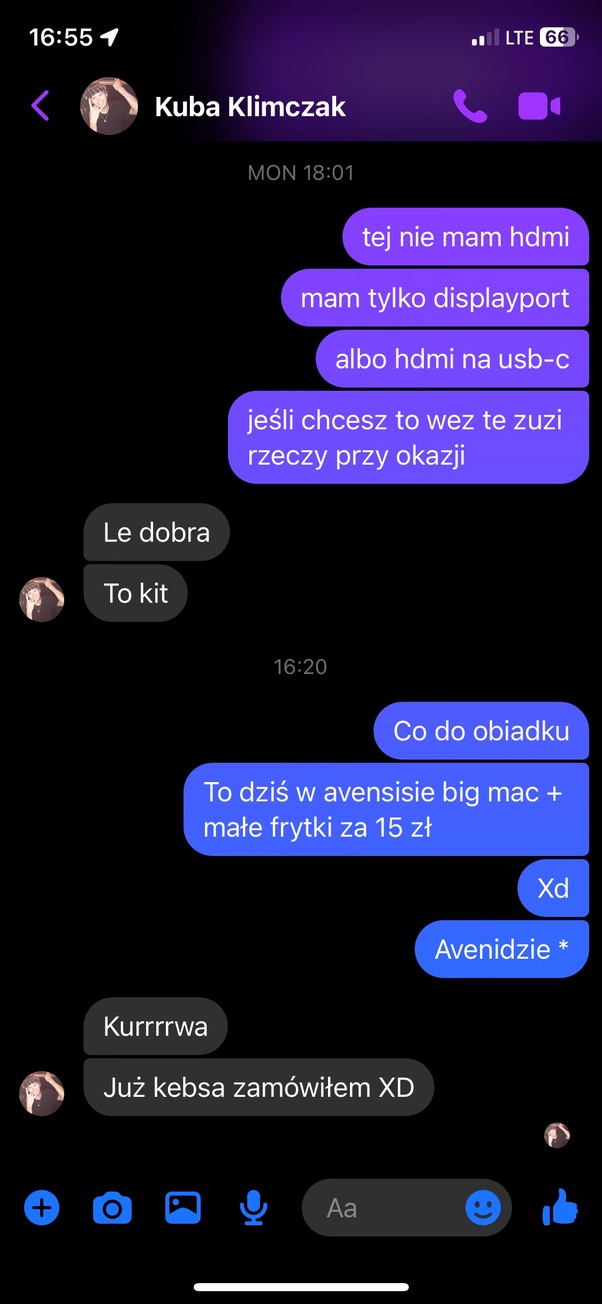 16:55
LTE 66
Kuba Klimczak
MON 18:01
tej nie mam hdmi
mam tylko displayport
albo hdmi na usb-c
jeśli chcesz to wez te zuzi
rzeczy przy okazji
Le dobra
To kit
16:20
Co do obiadku
To dziś w avensisie big mac +
małe frytki za 15 zł
Xd
Avenidzie *
Kurrrrwa
Już kebsa zamówiłem XD
Aa